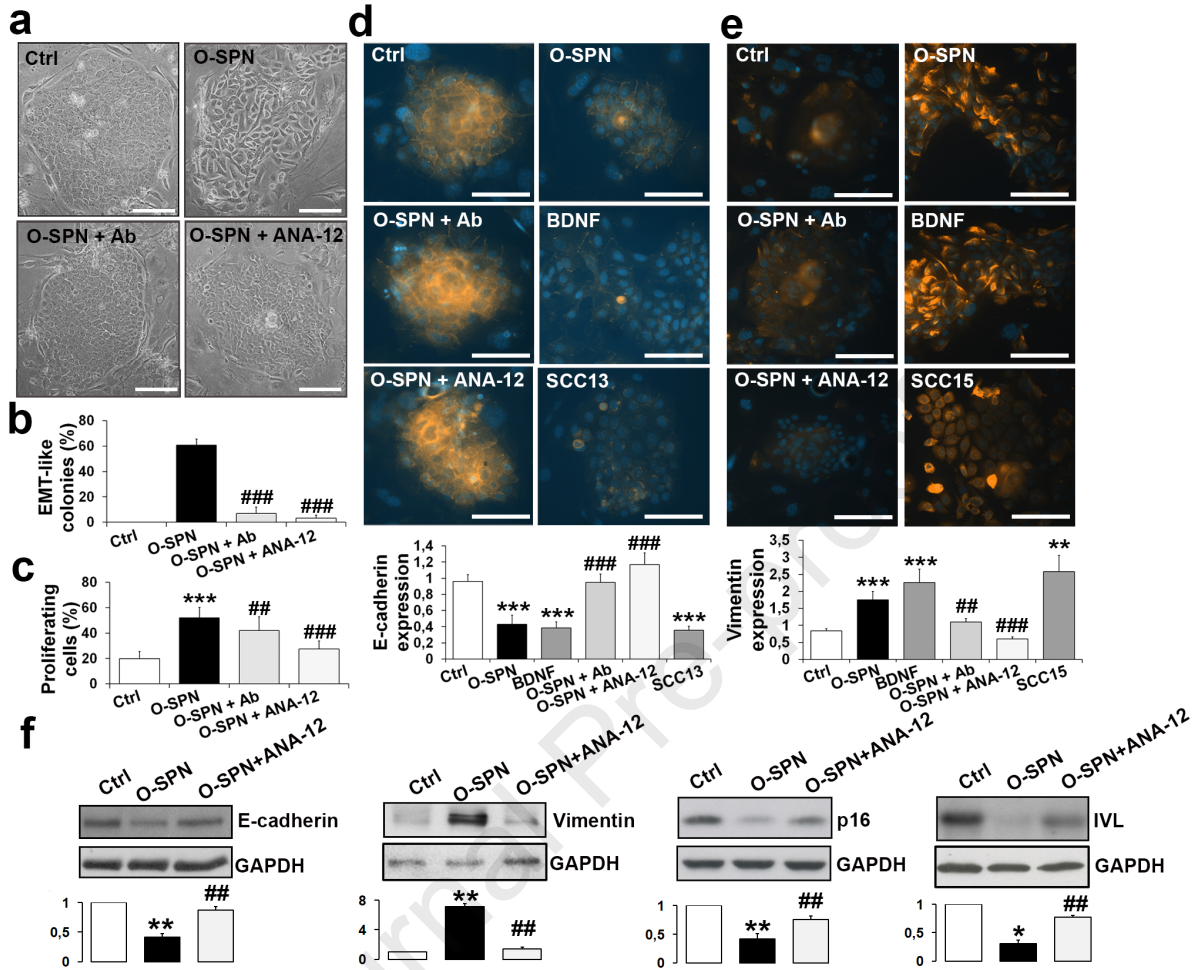 a
Ctrl
O-SPN
O-SPN + Ab
O-SPN + ANA-12
b
EMT-like
colonies (%)
80
60
40
20
0
Ctrl
O-SPN
O-SPN + Ab
O-SPN + ANA-12
###
###
c
Proliferating
cells (%)
80
60
40
20
0
Ctrl
O-SPN
O-SPN + Ab
O-SPN + ANA-12
***
##
###
d
Ctrl
O-SPN
O-SPN + Ab
BDNF
O-SPN + ANA-12
SCC13
E-cadherin
expression
1,4
1,2
1
0,8
0,6
0,4
0,2
0
***
***
###
###
***
Ctrl
O-SPN
BDNF
O-SPN + Ab
O-SPN + ANA-12
SCC13
e
Ctrl
O-SPN
O-SPN + Ab
BDNF
O-SPN + ANA-12
SCC15
Vimentin
expression
3,5
3
2,5
2
1,5
1
0,5
0
***
***
##
###
**
Ctrl
O-SPN
BDNF
O-SPN + Ab
O-SPN + ANA-12
SCC15
f
Ctrl
O-SPN
O-SPN+ANA-12
E-cadherin
GAPDH
1
0,5
0
**
##
Ctrl
O-SPN
O-SPN+ANA-12
Vimentin
GAPDH
8
4
0
**
##
Ctrl
O-SPN
O-SPN+ANA-12
p16
GAPDH
1
0,5
0
**
##
Ctrl
O-SPN
O-SPN+ANA-12
IVL
GAPDH
1
0,5
0
*
##